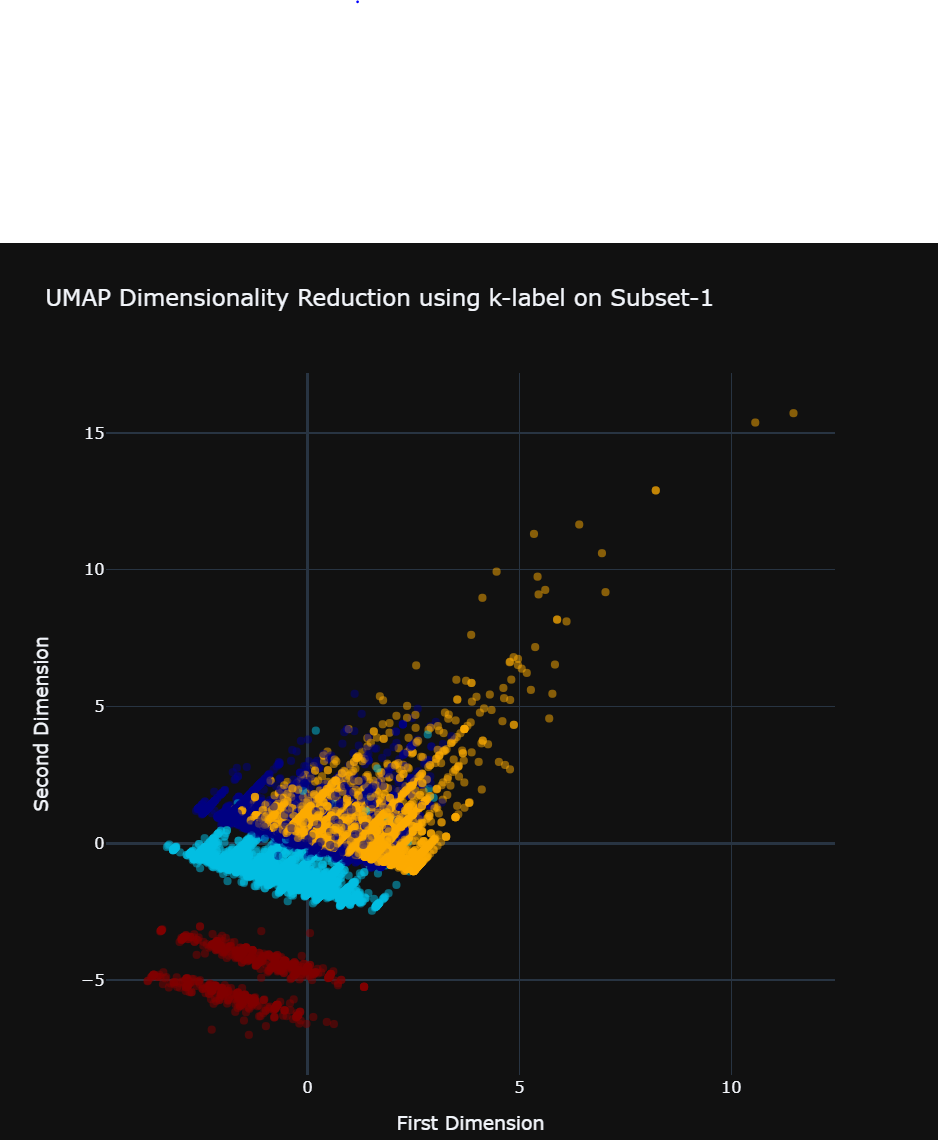 UMAP Dimensionality Reduction using k-label on Subset-1
15
10
5
0
−5
Second Dimension
0 5 10
First Dimension